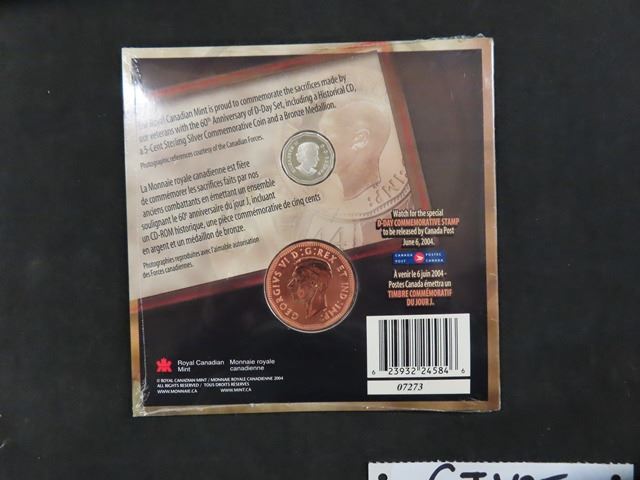 The Royal Canadian Mint is proud to commemorate the sacrifices made by
our veterans with the 60th Anniversary of D-Day Set, including a Historical CD,
a 5-Cent Sterling Silver Commemorative Coin and a Bronze Medallion.
Photographic references courtesy of the Canadian Forces.
La Monnaie royale canadienne est fière
de commémorer les sacrifices faits par nos
anciens combattants en émettant un ensemble
soulignant le 60e anniversaire du jour J, incluant
un CD-ROM historique, une pièce commémorative de cinq cents
en argent et un médaillon de bronze.
Photographies reproduites avec l'aimable autorisation
des Forces canadiennes.
Watch for the special
D-DAY COMMEMORATIVE STAMP
to be released by Canada Post
June 6, 2004.
CANADA POST
POSTES CANADA
À venir le 6 juin 2004 -
Postes Canada émettra un
TIMBRE COMMÉMORATIF
DU JOUR J.
GEORGIVS VI D:G:REX ET IND:IMP:
Royal Canadian Mint
Monnaie royale canadienne
© ROYAL CANADIAN MINT / MONNAIE ROYALE CANADIENNE 2004
ALL RIGHTS RESERVED / TOUS DROITS RÉSERVÉS
WWW.MONNAIE.CA WWW.MINT.CA
6 23932 24584 6
07273